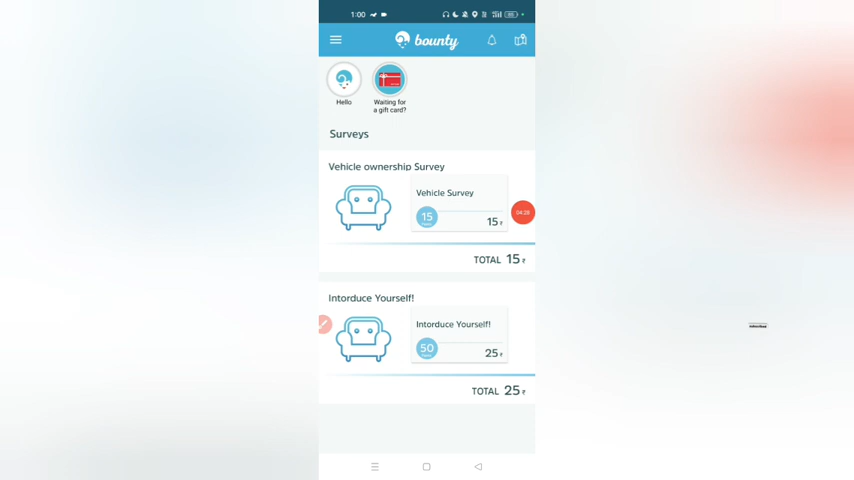 1:00
bounty
Hello
Waiting for
a gift card?
Surveys
Vehicle ownership Survey
Vehicle Survey
15
15₹
04:28
TOTAL 15₹
Intorduce Yourself!
Intorduce Yourself!
50
25₹
TOTAL 25₹